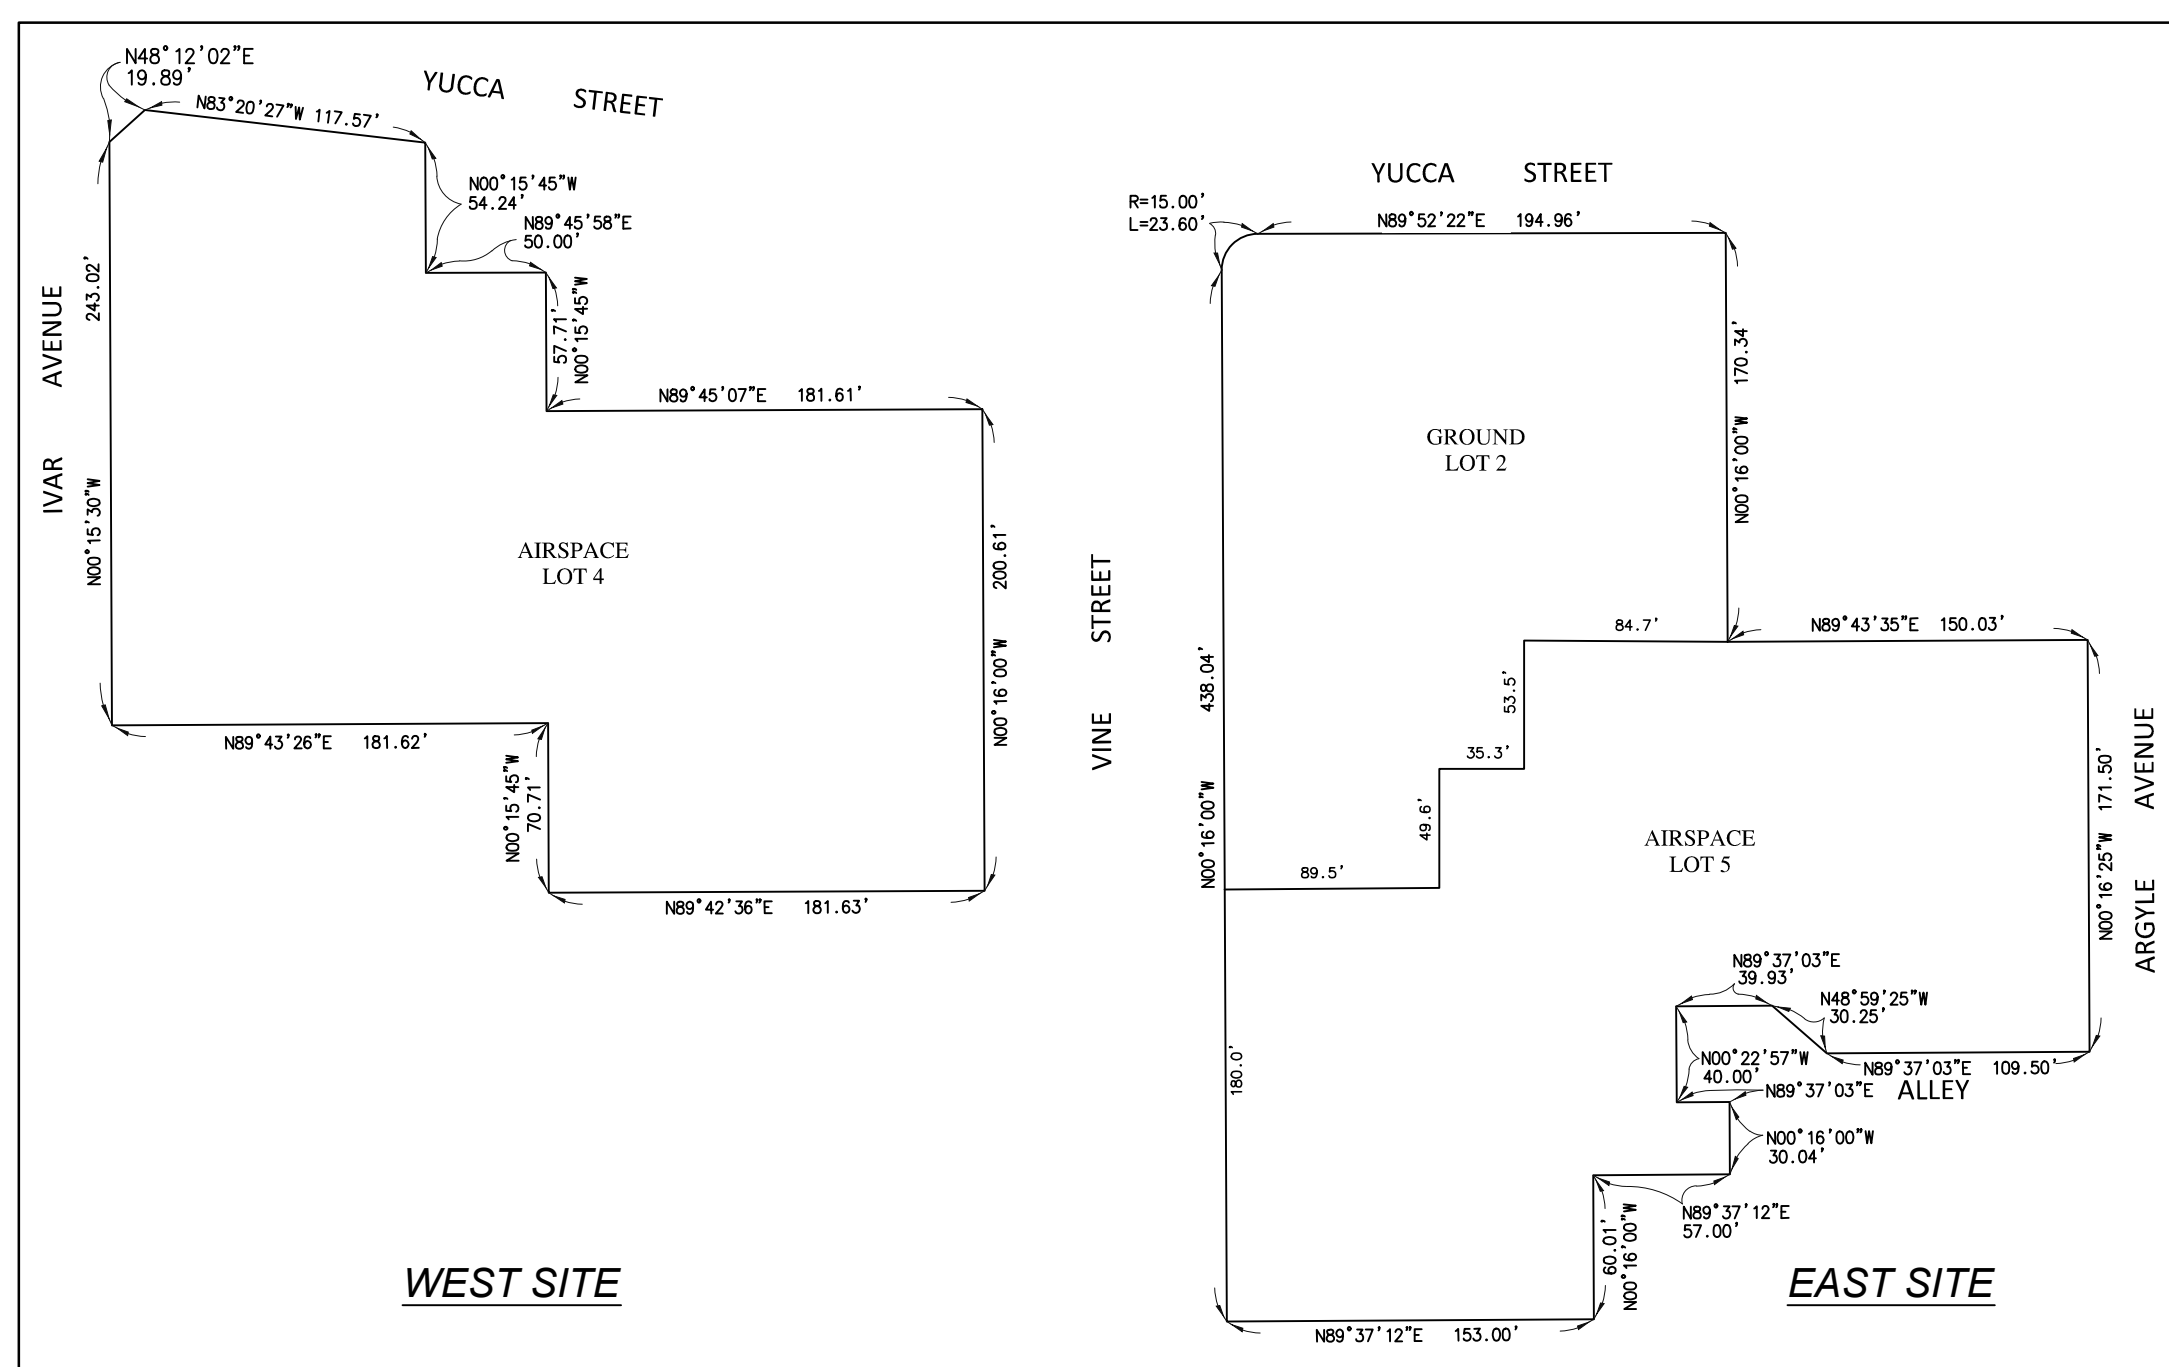 N48°12'02"E
19.89'
N83°20'27"W 117.57'
YUCCA STREET
N00°15'45"W
54.24'
N89°45'58"E
50.00'
57.71'
N00°15'45"W
243.02'
N00°15'30"W
IVAR AVENUE
N89°45'07"E 181.61'
AIRSPACE
LOT 4
200.61'
N00°16'00"W
N89°43'26"E 181.62'
N00°15'45"W
70.71'
N89°42'36"E 181.63'
WEST SITE
VINE STREET
YUCCA STREET
R=15.00'
L=23.60'
N89°52'22"E 194.96'
N00°16'00"W 170.34'
GROUND
LOT 2
N00°16'00"W 438.04'
84.7'
N89°43'35"E 150.03'
53.5'
35.3'
49.6'
89.5'
AIRSPACE
LOT 5
N00°16'25"W 171.50'
ARGYLE AVENUE
N89°37'03"E
39.93'
N48°59'25"W
30.25'
N00°22'57"W
40.00'
N89°37'03"E 109.50'
N89°37'03"E
ALLEY
N00°16'00"W
30.04'
180.0'
N89°37'12"E
57.00'
60.01'
N00°16'00"W
N89°37'12"E 153.00'
EAST SITE